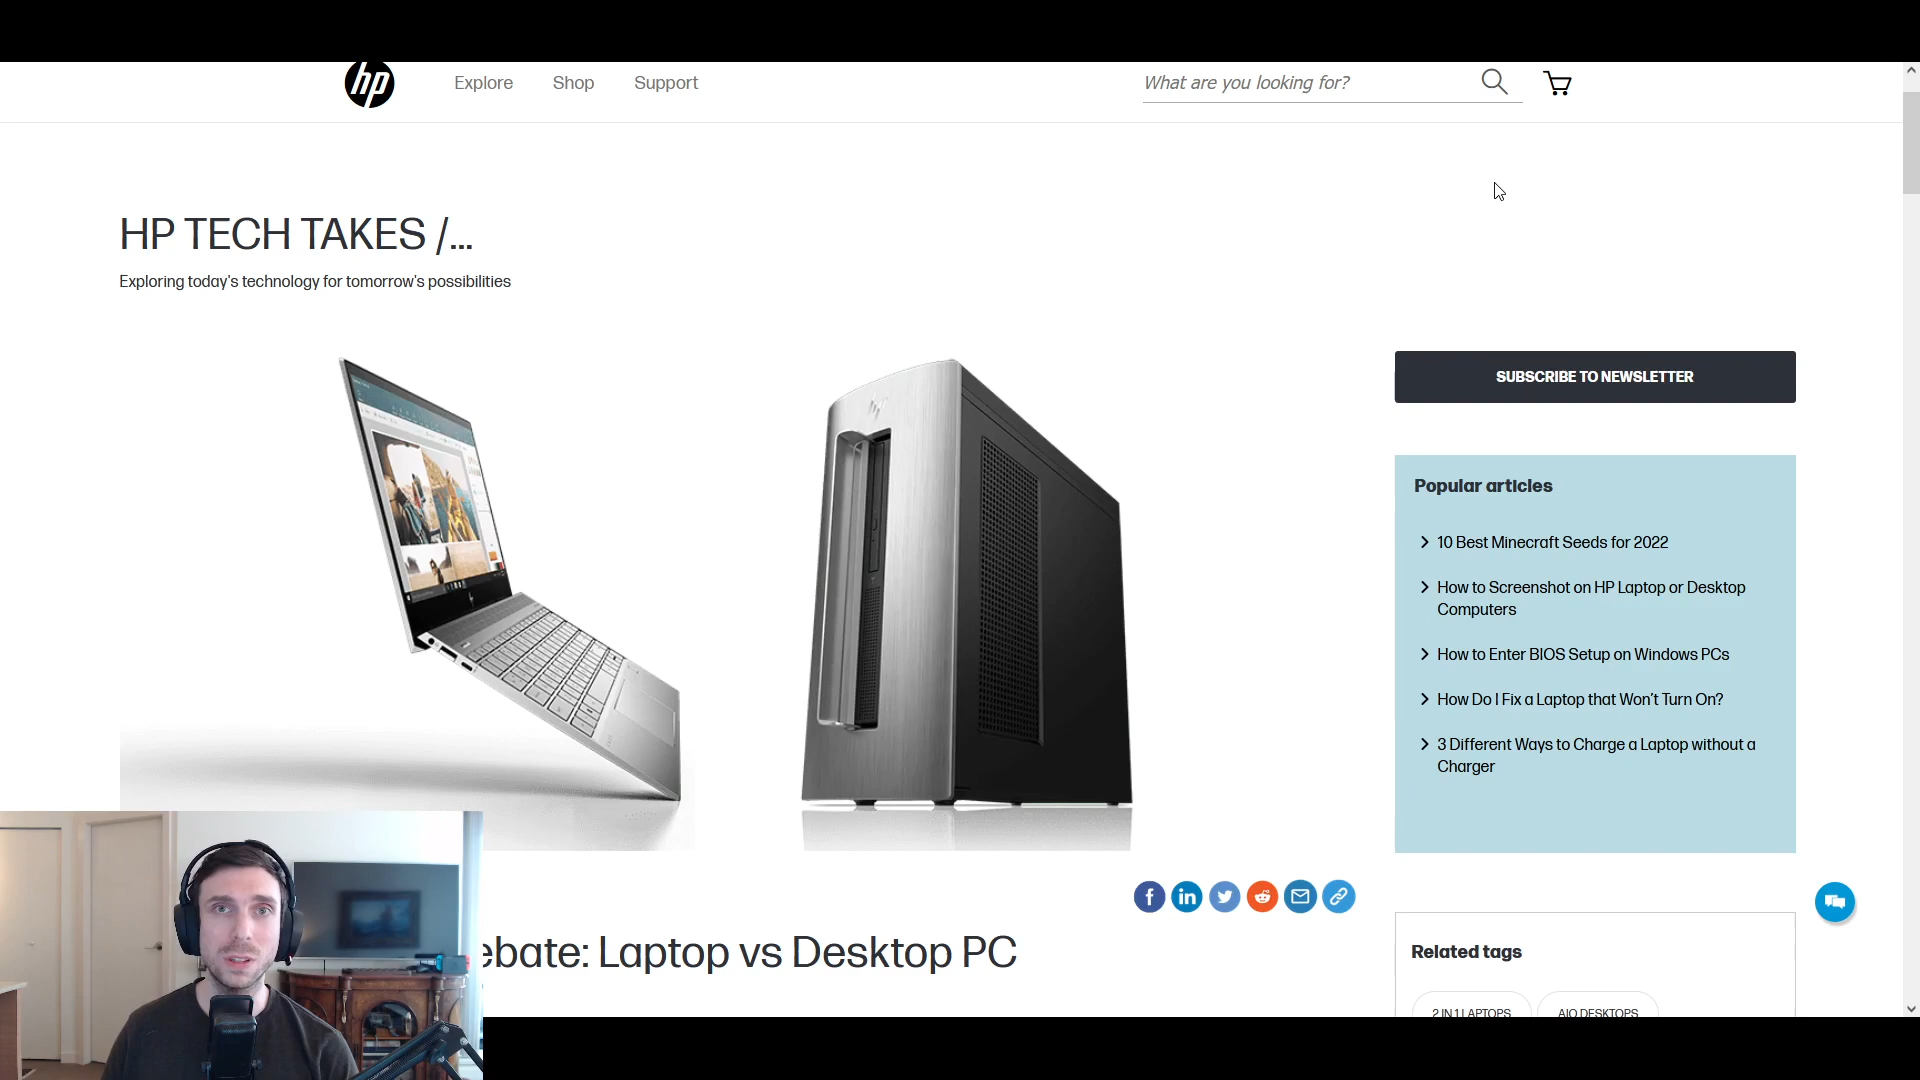 hp
Explore
Shop
Support
What are you looking for?
HP TECH TAKES /...
Exploring today's technology for tomorrow's possibilities
SUBSCRIBE TO NEWSLETTER
Popular articles
10 Best Minecraft Seeds for 2022
How to Screenshot on HP Laptop or Desktop
Computers
How to Enter BIOS Setup on Windows PCs
How Do I Fix a Laptop that Won't Turn On?
3 Different Ways to Charge a Laptop without a
Charger
ebate: Laptop vs Desktop PC
Related tags
2 IN 1 LAPTOPS
AIO DESKTOPS